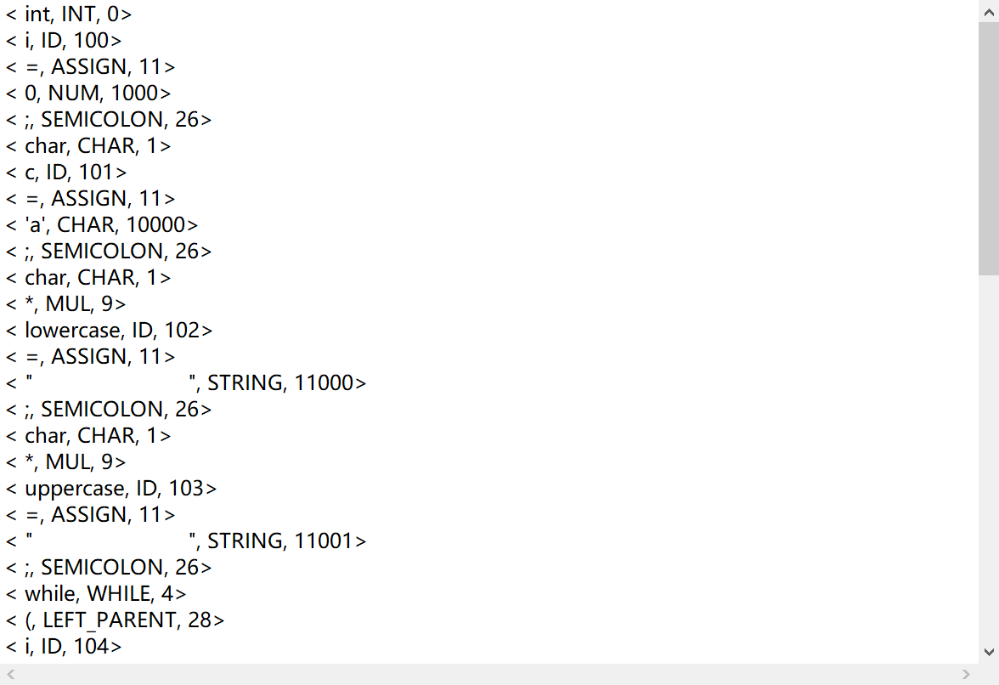 < int, INT, 0>
< i, ID, 100>
< =, ASSIGN, 11>
< 0, NUM, 1000>
< ;, SEMICOLON, 26>
< char, CHAR, 1>
< c, ID, 101>
< =, ASSIGN, 11>
< 'a', CHAR, 10000>
< ;, SEMICOLON, 26>
< char, CHAR, 1>
< *, MUL, 9>
< lowercase, ID, 102>
< =, ASSIGN, 11>
< "                          ", STRING, 11000>
< ;, SEMICOLON, 26>
< char, CHAR, 1>
< *, MUL, 9>
< uppercase, ID, 103>
< =, ASSIGN, 11>
< "                          ", STRING, 11001>
< ;, SEMICOLON, 26>
< while, WHILE, 4>
< (, LEFT_PARENT, 28>
< i, ID, 104>